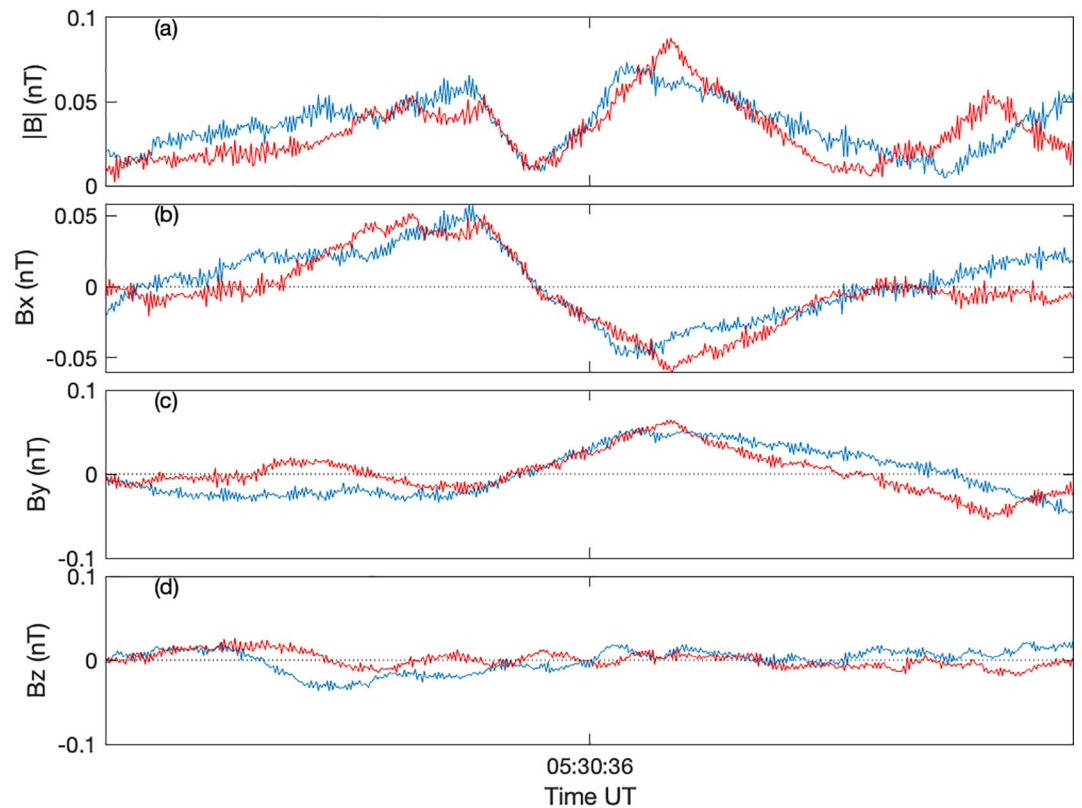 0.1
(a)
|B| (nT)
0.05
0
0.05
(b)
Bx (nT)
0
-0.05
0.1
(c)
By (nT)
0
-0.1
0.1
(d)
Bz (nT)
0
-0.1
05:30:36
Time UT